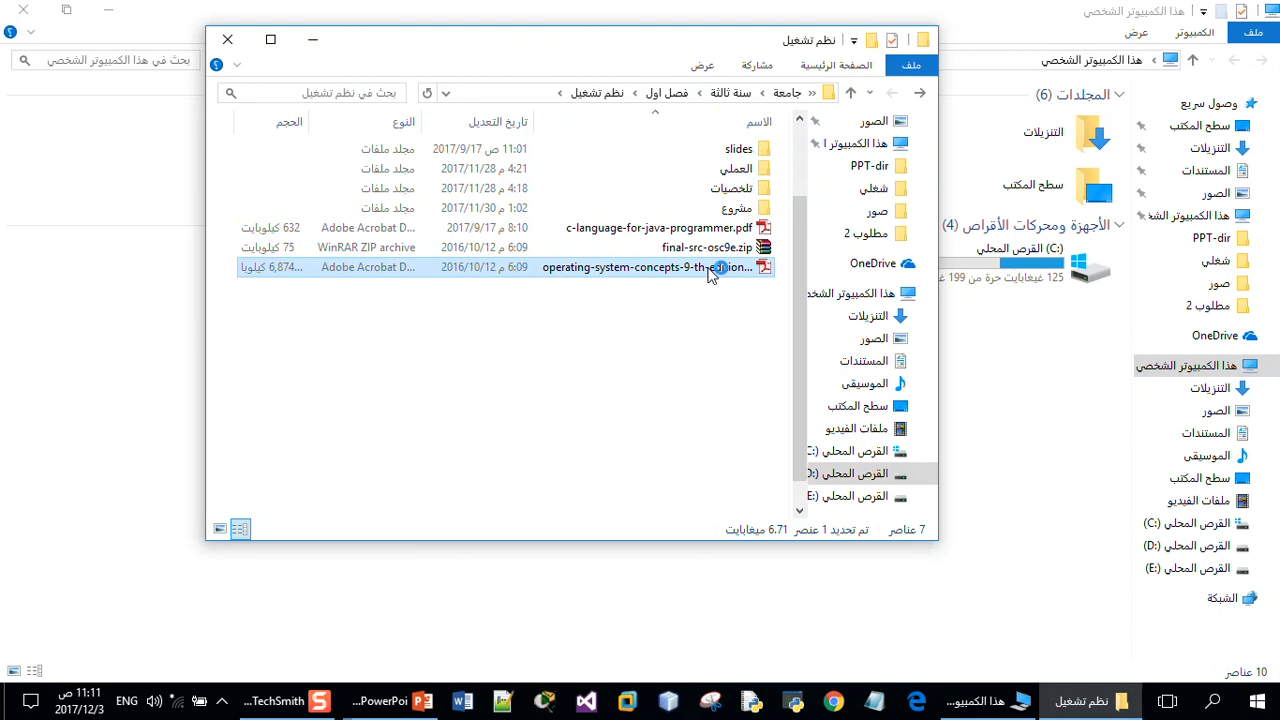 هذا الكمبيوتر الشخصي
ملف
الكمبيوتر
عرض
هذا الكمبيوتر الشخصي
بحث في هذا الكمبيوتر الشخصي
نظم تشغيل
ملف
الصفحة الرئيسية
مشاركة
عرض
جامعة
سنة ثالثة
فصل اول
نظم تشغيل
بحث في نظم تشغيل
الاسم
تاريخ التعديل
النوع
الحجم
slides
11:01 ص 2017/9/17
مجلد ملفات
العملي
4:21 م 2017/11/28
مجلد ملفات
تلخصيات
4:18 م 2017/11/28
مجلد ملفات
مشروع
1:02 م 2017/11/30
مجلد ملفات
c-language-for-java-programmer.pdf
8:10 م 2017/9/17
Adobe Acrobat D...
632 كيلوبايت
final-src-osc9e.zip
6:09 م 2016/10/12
WinRAR ZIP archive
75 كيلوبايت
operating-system-concepts-9-th-edition...
6:09 م 2016/10/12
Adobe Acrobat D...
6,874... كيلوبا
الصور
هذا الكمبيوتر ا
PPT-dir
شغلي
صور
مطلوب 2
OneDrive
هذا الكمبيوتر الشخص
التنزيلات
الصور
المستندات
الموسيقى
سطح المكتب
ملفات الفيديو
القرص المحلي (C:
القرص المحلي (D:
القرص المحلي (E:
7 عناصر
تم تحديد 1 عنصر 6.71 ميغابايت
المجلدات (6)
التنزيلات
سطح المكتب
الأجهزة ومحركات الأقراص (4)
القرص المحلي (C:)
125 غيغابايت حرة من 199
وصول سريع
سطح المكتب
التنزيلات
المستندات
الصور
هذا الكمبيوتر الشخ
PPT-dir
شغلي
صور
مطلوب 2
OneDrive
هذا الكمبيوتر الشخصي
التنزيلات
الصور
المستندات
الموسيقى
سطح المكتب
ملفات الفيديو
القرص المحلي (C:)
القرص المحلي (D:)
القرص المحلي (E:)
الشبكة
10 عناصر
نظم تشغيل
هذا الكمبيو...
...PowerPoi
...TechSmith
ENG
11:11 ص
2017/12/3